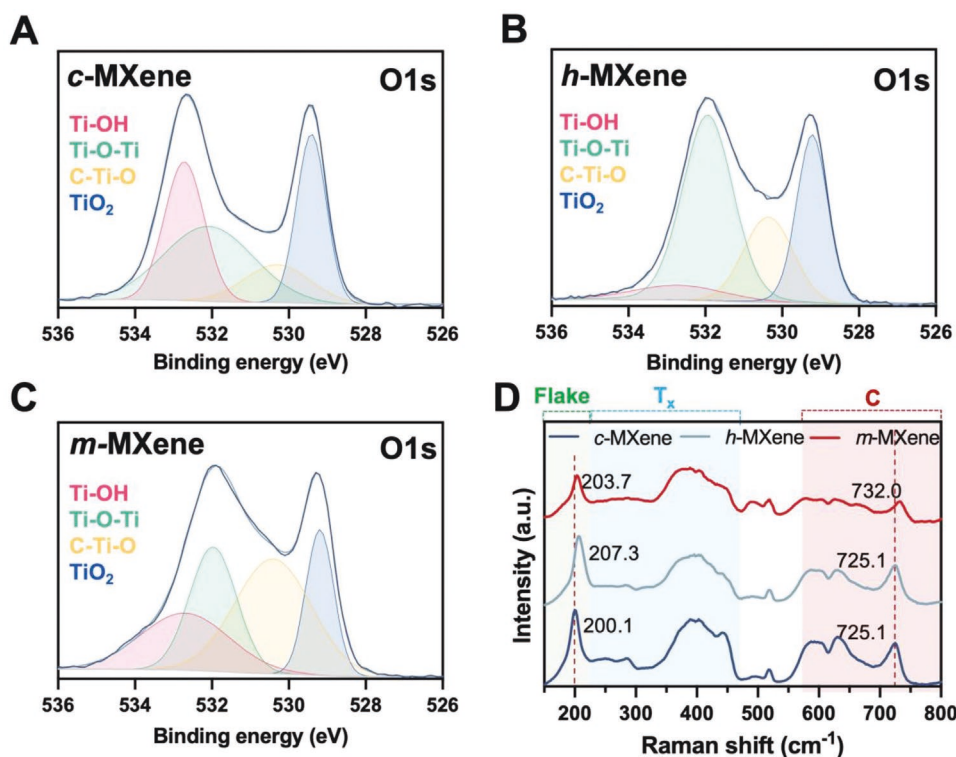 A
c-MXene
O1s
Ti-OH
Ti-O-Ti
C-Ti-O
TiO₂
536 534 532 530 528 526
Binding energy (eV)
B
h-MXene
O1s
Ti-OH
Ti-O-Ti
C-Ti-O
TiO₂
536 534 532 530 528 526
Binding energy (eV)
C
m-MXene
O1s
Ti-OH
Ti-O-Ti
C-Ti-O
TiO₂
536 534 532 530 528 526
Binding energy (eV)
D
Flake Tₓ C
c-MXene h-MXene m-MXene
203.7 732.0
207.3 725.1
200.1 725.1
Intensity (a.u.)
200 300 400 500 600 700 800
Raman shift (cm⁻¹)